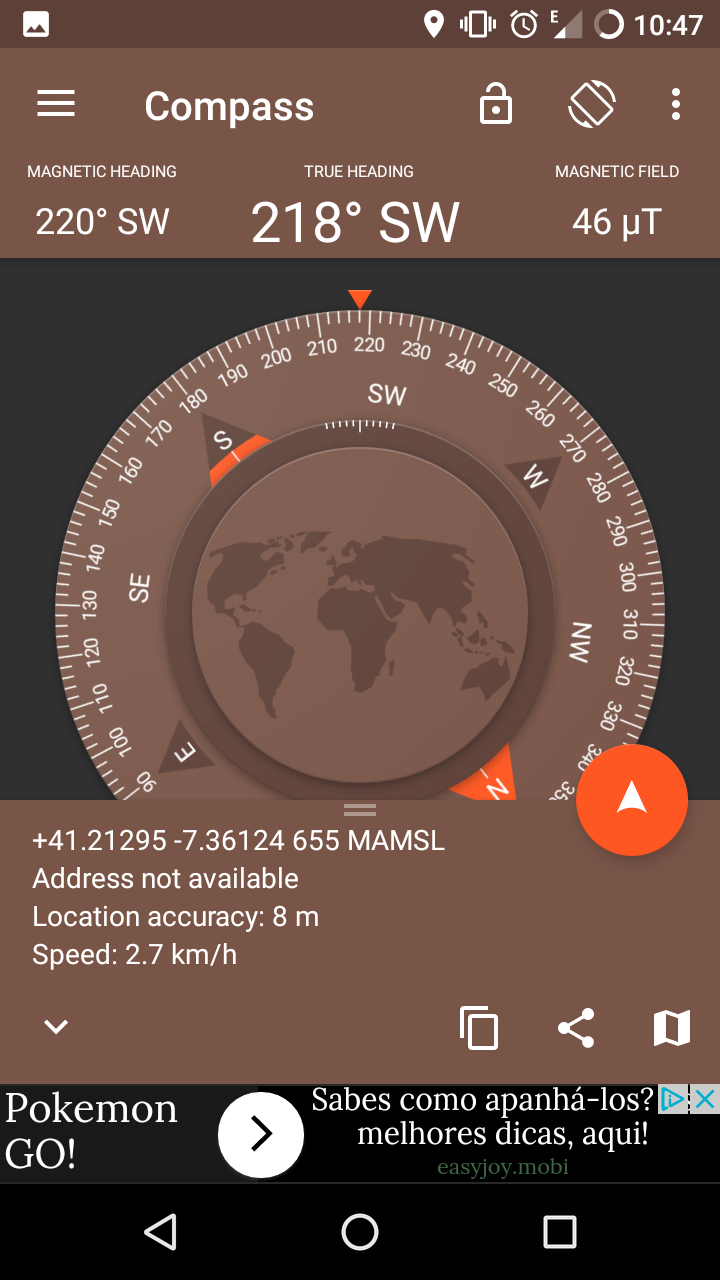 E 10:47
Compass
MAGNETIC HEADING TRUE HEADING MAGNETIC FIELD
220° SW 218° SW 46 µT
90 100 110 120 130 140 150 160 170 180 190 200 210 220 230 240 250 260 270 280 290 300 310 320 330 340
E SE S SW W NW N
+41.21295 -7.36124 655 MAMSL
Address not available
Location accuracy: 8 m
Speed: 2.7 km/h
Pokemon
GO!
Sabes como apanhá-los?
melhores dicas, aqui!
easyjoy.mobi